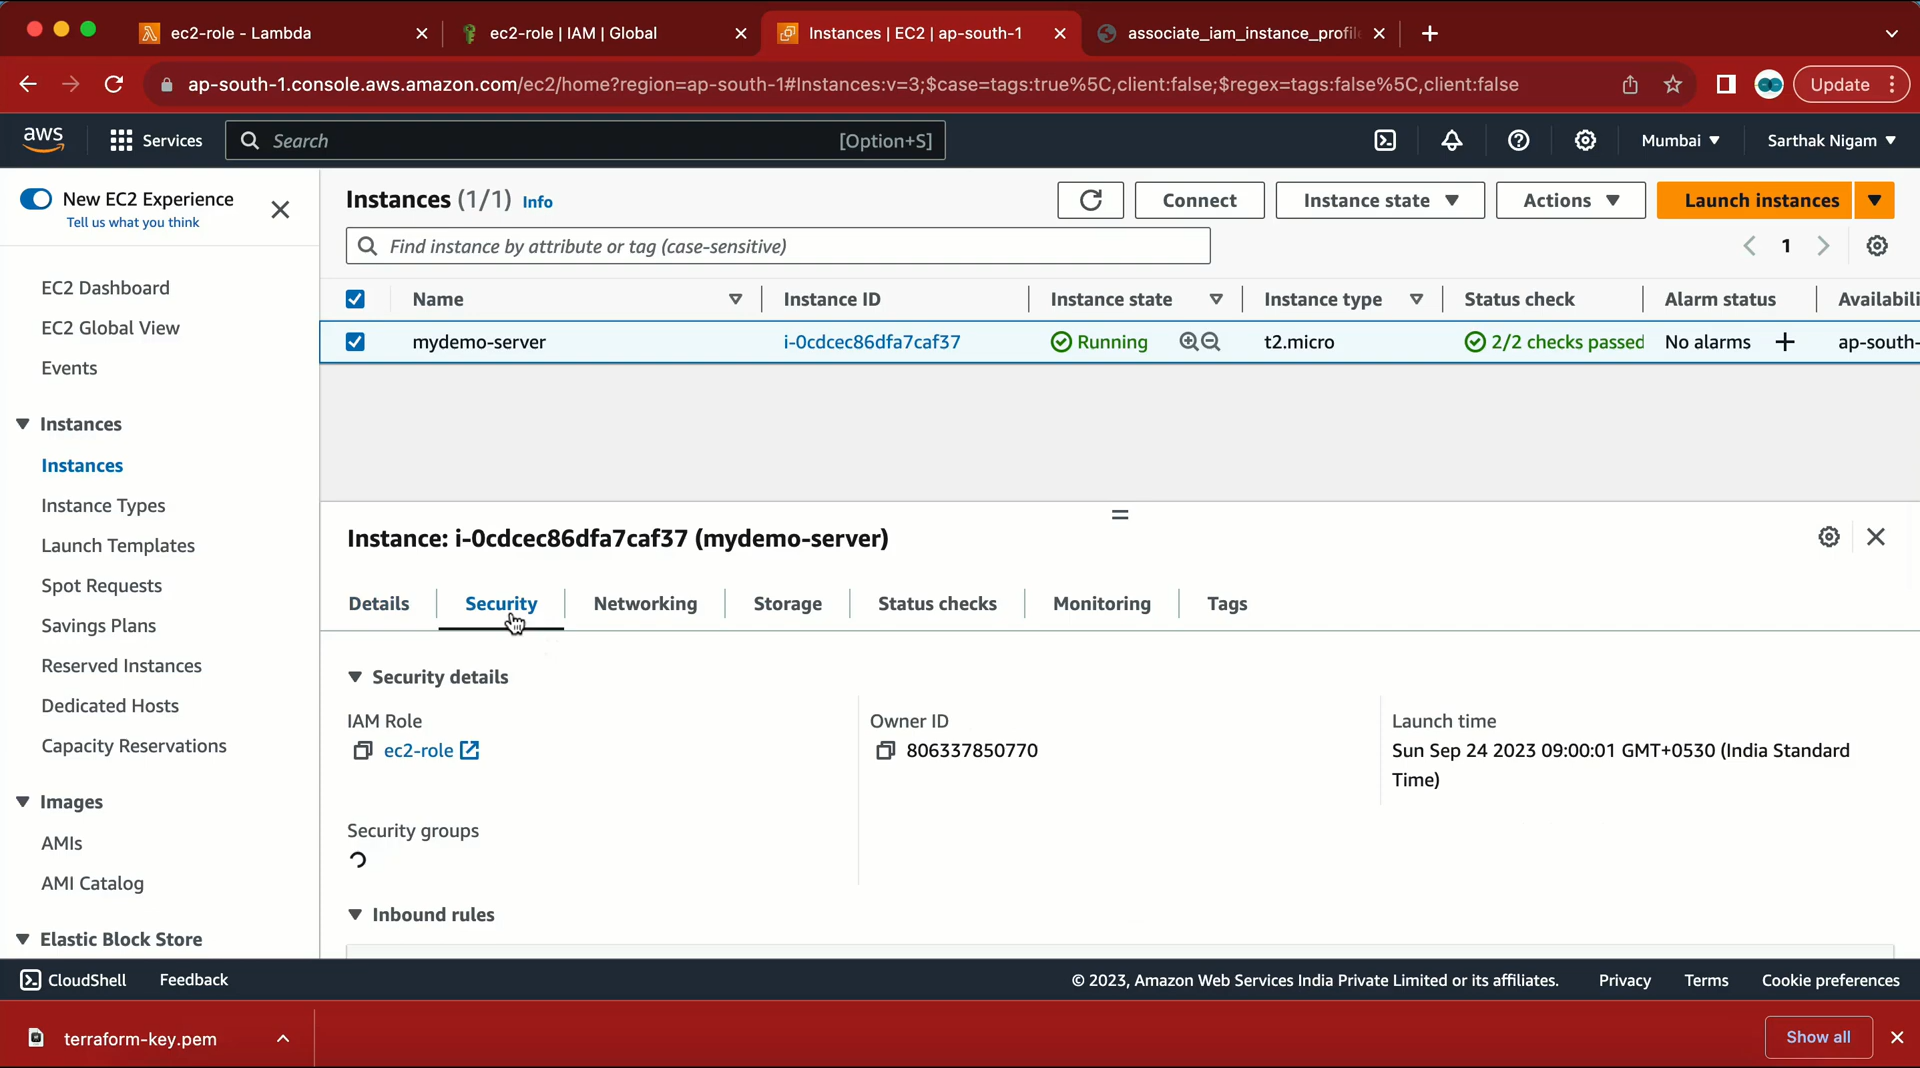 ec2-role - Lambda
ec2-role | IAM | Global
Instances | EC2 | ap-south-1
associate_iam_instance_profil
ap-south-1.console.aws.amazon.com/ec2/home?region=ap-south-1#Instances:v=3;$case=tags:true%5C,client:false;$regex=tags:false%5C,client:false
Update
aws
Services
Search
[Option+S]
Mumbai
Sarthak Nigam
New EC2 Experience
Tell us what you think
EC2 Dashboard
EC2 Global View
Events
Instances
Instances
Instance Types
Launch Templates
Spot Requests
Savings Plans
Reserved Instances
Dedicated Hosts
Capacity Reservations
Images
AMIs
AMI Catalog
Elastic Block Store
Instances (1/1) Info
Connect
Instance state
Actions
Launch instances
Find instance by attribute or tag (case-sensitive)
1
Name
Instance ID
Instance state
Instance type
Status check
Alarm status
Availabili
mydemo-server
i-0cdcec86dfa7caf37
Running
t2.micro
2/2 checks passed
No alarms
ap-south-
Instance: i-0cdcec86dfa7caf37 (mydemo-server)
Details
Security
Networking
Storage
Status checks
Monitoring
Tags
Security details
IAM Role
ec2-role
Owner ID
806337850770
Launch time
Sun Sep 24 2023 09:00:01 GMT+0530 (India Standard
Time)
Security groups
Inbound rules
CloudShell
Feedback
© 2023, Amazon Web Services India Private Limited or its affiliates.
Privacy
Terms
Cookie preferences
terraform-key.pem
Show all